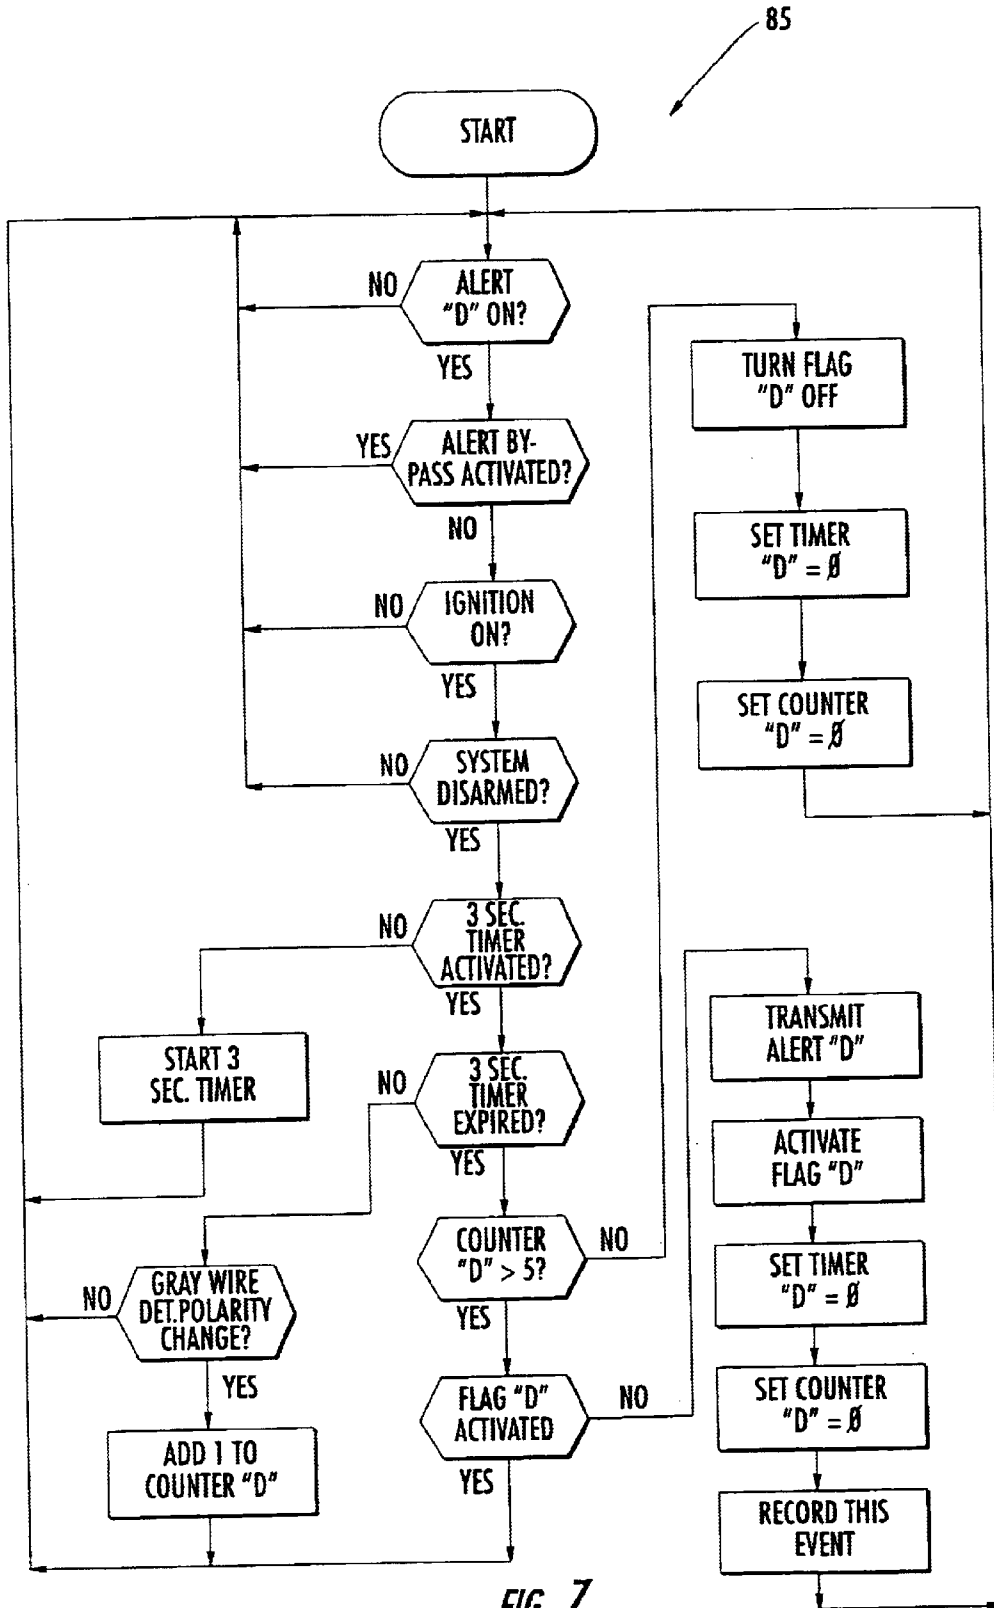 85
START
ALERT
"D" ON?
NO
YES
ALERT BY-
PASS ACTIVATED?
YES
NO
IGNITION
ON?
NO
YES
SYSTEM
DISARMED?
NO
YES
3 SEC.
TIMER
ACTIVATED?
NO
YES
START 3
SEC. TIMER
3 SEC.
TIMER
EXPIRED?
NO
YES
GRAY WIRE
DET.POLARITY
CHANGE?
NO
YES
ADD 1 TO
COUNTER "D"
COUNTER
"D" > 5?
NO
YES
FLAG "D"
ACTIVATED
NO
YES
TURN FLAG
"D" OFF
SET TIMER
"D" = Ø
SET COUNTER
"D" = Ø
TRANSMIT
ALERT "D"
ACTIVATE
FLAG "D"
SET TIMER
"D" = Ø
SET COUNTER
"D" = Ø
RECORD THIS
EVENT
FIG. 7